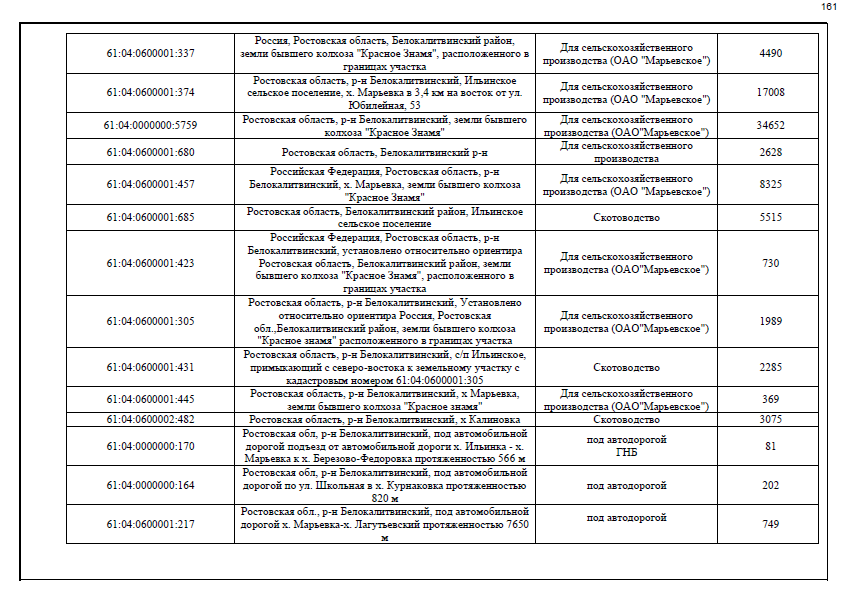 161
Россия, Ростовская область, Белокалитвинский район,
61:04:0600001:337 земли бывшего колхоза "Красное Знамя", расположенного в Для сельскохозяйственного производства (ОАО "Марьевское") 4490
границах участка
Ростовская область, р-н Белокалитвинский, Ильинское
61:04:0600001:374 сельское поселение, х. Марьевка в 3,4 км на восток от ул. Для сельскохозяйственного производства (ОАО "Марьевское") 17008
Юбилейная, 53
61:04:0000000:5759 Ростовская область, р-н Белокалитвинский, земли бывшего Для сельскохозяйственного 34652
колхоза "Красное Знамя" производства (ОАО"Марьевское")
61:04:0600001:680 Ростовская область, Белокалитвинский р-н Для сельскохозяйственного 2628
производства
Российская Федерация, Ростовская область, р-н
61:04:0600001:457 Белокалитвинский, х. Марьевка, земли бывшего колхоза Для сельскохозяйственного производства (ОАО "Марьевское") 8325
"Красное Знамя"
61:04:0600001:685 Ростовская область, Белокалитвинский район, Ильинское Скотоводство 5515
сельское поселение
Российская Федерация, Ростовская область, р-н
Белокалитвинский, установлено относительно ориентира
61:04:0600001:423 Ростовская область, Белокалитвинский район, земли Для сельскохозяйственного производства (ОАО"Марьевское") 730
бывшего колхоза "Красное Знамя", расположенного в
границах участка
Ростовская область, р-н Белокалитвинский, Установлено
61:04:0600001:305 относительно ориентира Россия, Ростовская Для сельскохозяйственного 1989
обл.,Белокалитвинский район, земли бывшего колхоза производства (ОАО"Марьевское")
"Красное знамя" расположенного в границах участка
Ростовская область, р-н Белокалитвинский, с/п Ильинское,
61:04:0600001:431 примыкающий с северо-востока к земельному участку с Скотоводство 2285
кадастровым номером 61:04:0600001:305
61:04:0600001:445 Ростовская область, р-н Белокалитвинский, х Марьевка, Для сельскохозяйственного 369
земли бывшего колхоза "Красное знамя" производства (ОАО"Марьевское")
61:04:0600002:482 Ростовская область, р-н Белокалитвинский, х Калиновка Скотоводство 3075
Ростовская обл, р-н Белокалитвинский, под автомобильной
61:04:0000000:170 дорогой подъезд от автомобильной дороги х. Ильинка - х. под автодорогой ГНБ 81
Марьевка к х. Березово-Федоровка протяженностью 566 м
Ростовская обл, р-н Белокалитвинский, под автомобильной
61:04:0000000:164 дорогой по ул. Школьная в х. Курнаковка протяженностью под автодорогой 202
820 м
Ростовская обл., р-н Белокалитвинский, под автомобильной
61:04:0600001:217 дорогой х. Марьевка-х. Лагутьевский протяженностью 7650 под автодорогой 749
м